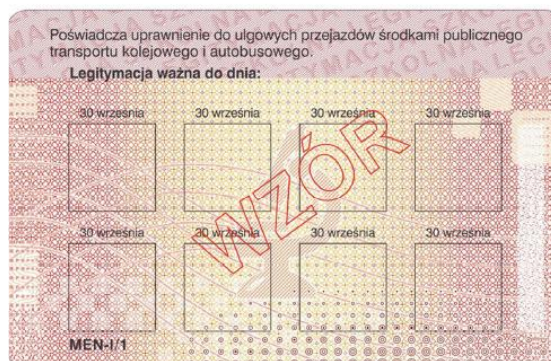 Poświadcza uprawnienie do ulgowych przejazdów środkami publicznego
transportu kolejowego i autobusowego.
Legitymacja ważna do dnia:
30 września 30 września 30 września 30 września
WZÓR
30 września 30 września 30 września 30 września
MEN-I/1